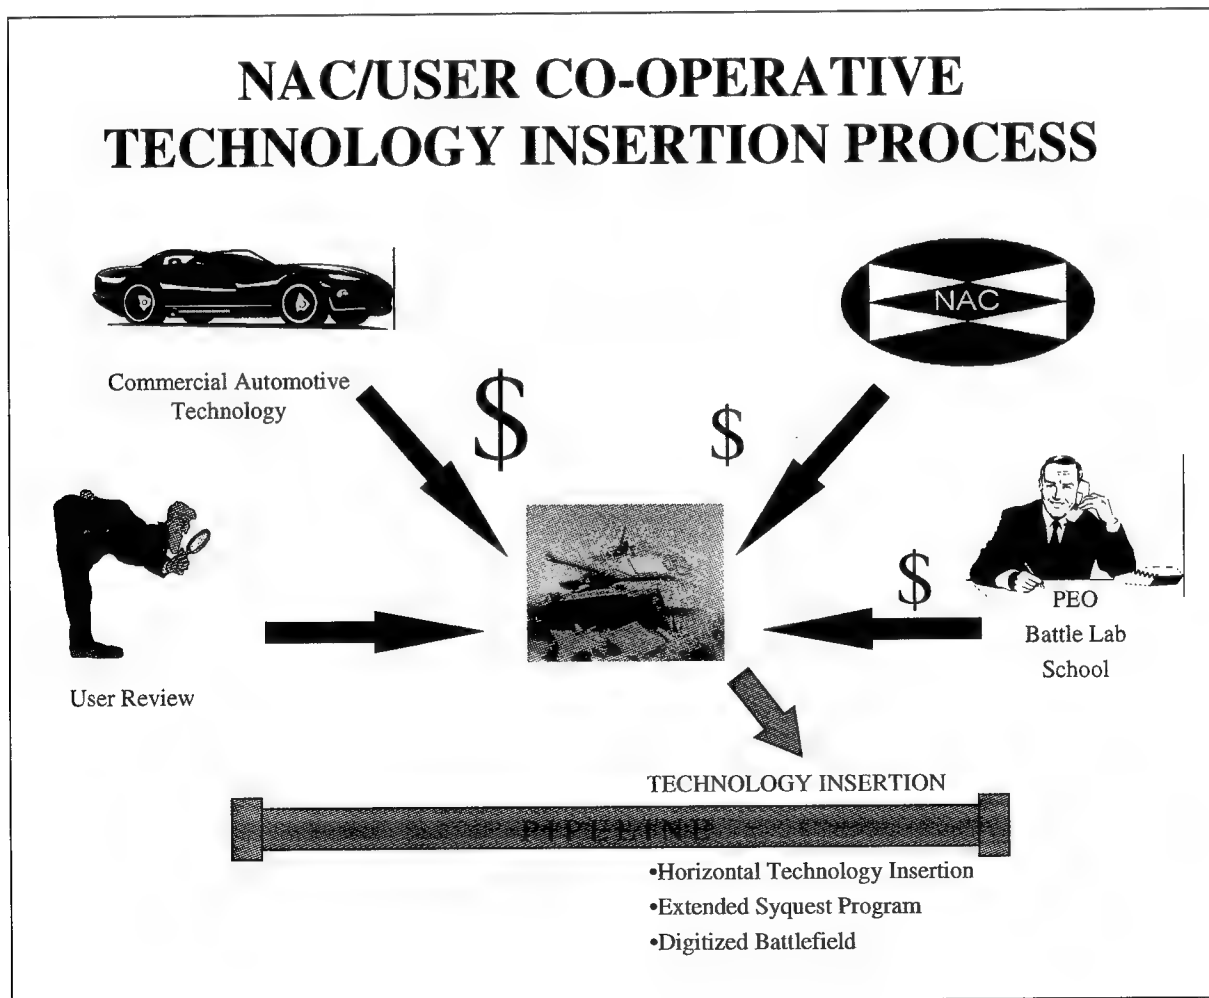 NAC/USER CO-OPERATIVE
TECHNOLOGY INSERTION PROCESS
NAC
Commercial Automotive
Technology
$
$
$
PEO
Battle Lab
School
User Review
TECHNOLOGY INSERTION
PIPELINE
•Horizontal Technology Insertion
•Extended Syquest Program
•Digitized Battlefield